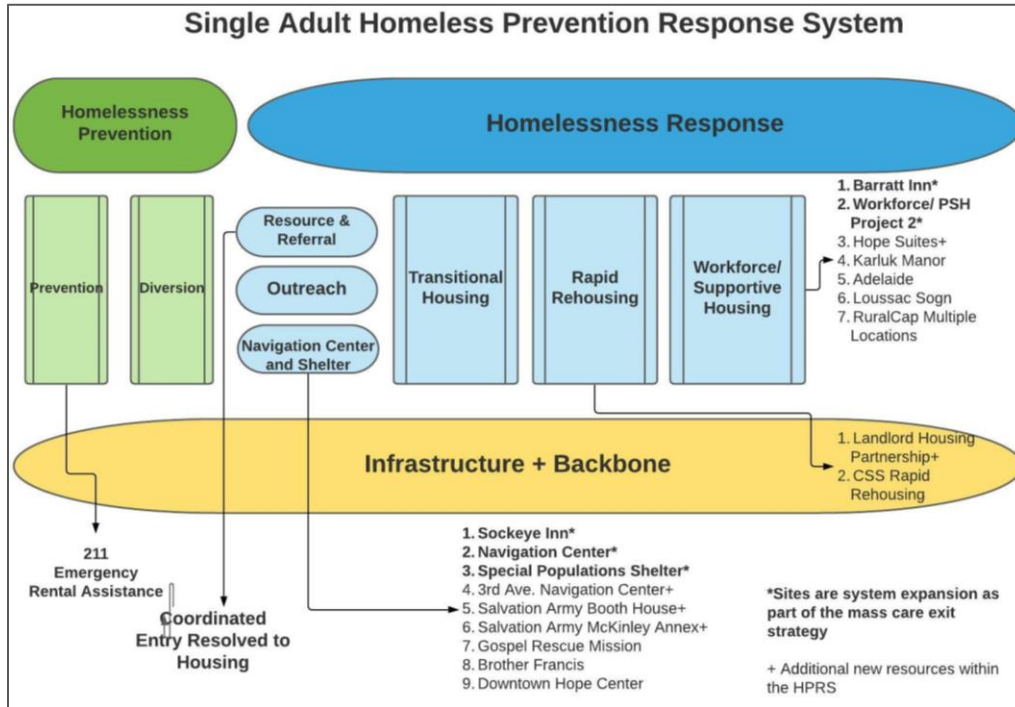 Single Adult Homeless Prevention Response System
Homelessness
Prevention
Homelessness Response
Prevention
Diversion
Resource &
Referral
Outreach
Navigation Center
and Shelter
Transitional
Housing
Rapid
Rehousing
Workforce/
Supportive
Housing
1. Barratt Inn*
2. Workforce/ PSH
Project 2*
3. Hope Suites+
4. Karluk Manor
5. Adelaide
6. Loussac Sogn
7. RuralCap Multiple
Locations
Infrastructure + Backbone
1. Landlord Housing
Partnership+
2. CSS Rapid
Rehousing
211
Emergency
Rental Assistance
Coordinated
Entry Resolved to
Housing
1. Sockeye Inn*
2. Navigation Center*
3. Special Populations Shelter*
4. 3rd Ave. Navigation Center+
5. Salvation Army Booth House+
6. Salvation Army McKinley Annex+
7. Gospel Rescue Mission
8. Brother Francis
9. Downtown Hope Center
*Sites are system expansion as
part of the mass care exit
strategy
+ Additional new resources within
the HPRS